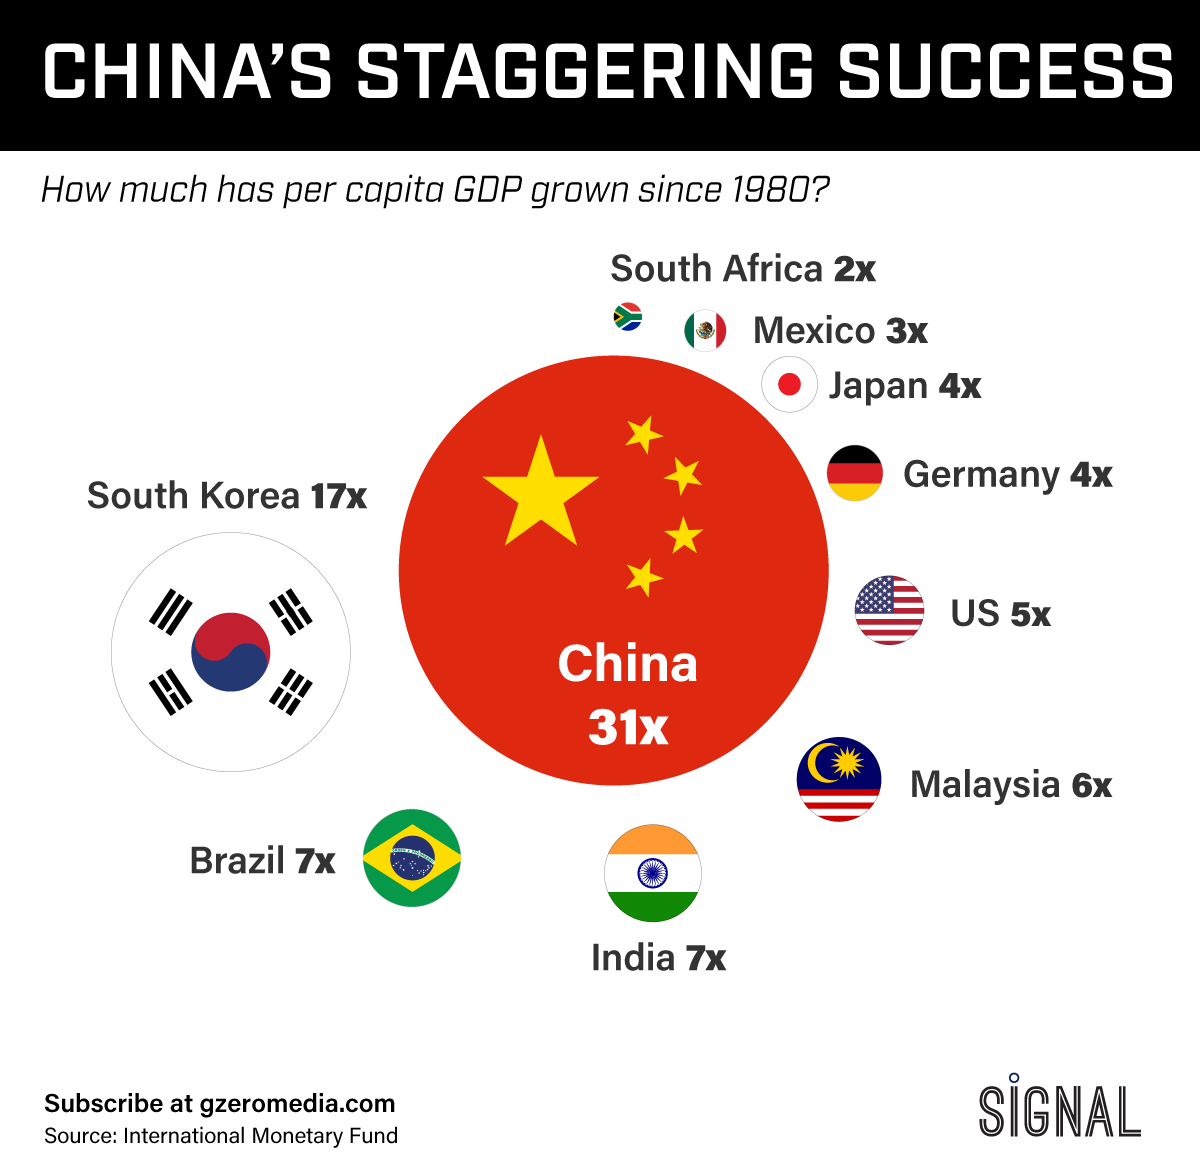 CHINA'S STAGGERING SUCCESS
How much has per capita GDP grown since 1980?
South Africa 2x
Mexico 3x
Japan 4x
Germany 4x
South Korea 17x
US 5x
China
31x
Malaysia 6x
Brazil 7x
India 7x
Subscribe at gzeromedia.com
Source: International Monetary Fund
SIGNAL